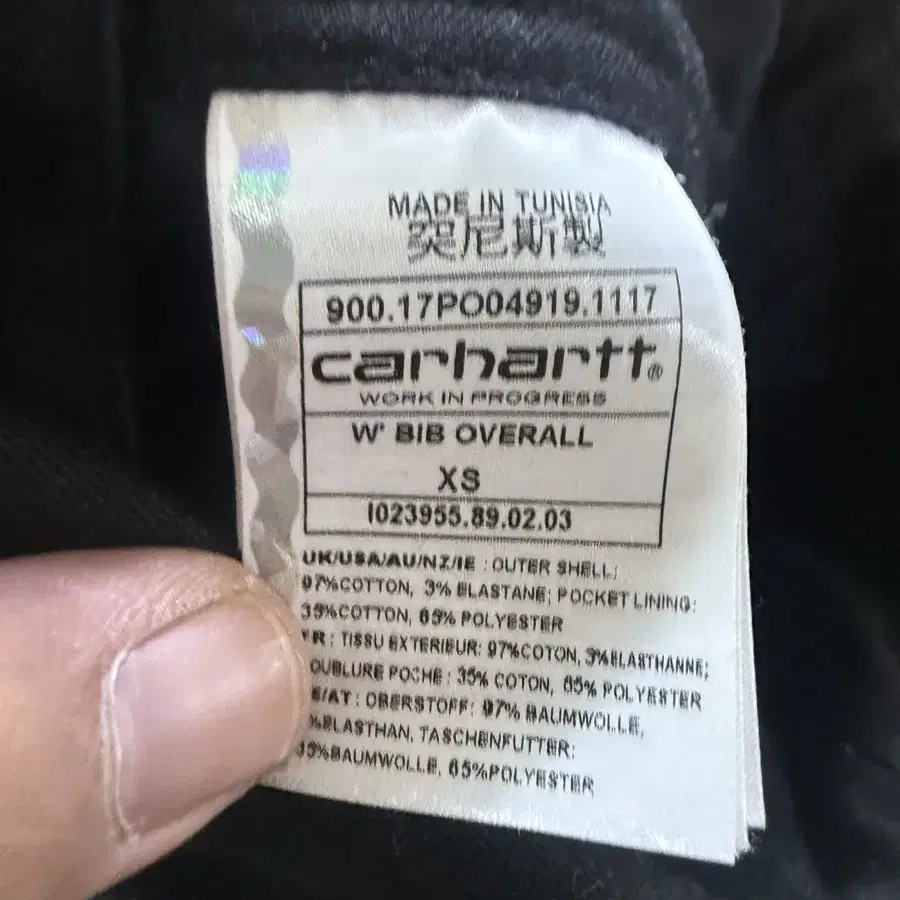 MADE IN TUNISIA
突尼斯製
900.17PO04919.1117
carhartt®
WORK IN PROGRESS
W' BIB OVERALL
XS
I023955.89.02.03
UK/USA/AU/NZ/IE : OUTER SHELL:
97%COTTON, 3% ELASTANE; POCKET LINING:
35%COTTON, 65% POLYESTER
FR : TISSU EXTERIEUR: 97%COTON, 3%ELASTHANNE;
OUBLURE POCHE : 35% COTON, 65% POLYESTER
E/AT : OBERSTOFF: 97% BAUMWOLLE,
%ELASTHAN, TASCHENFUTTER:
35%BAUMWOLLE, 65%POLYESTER